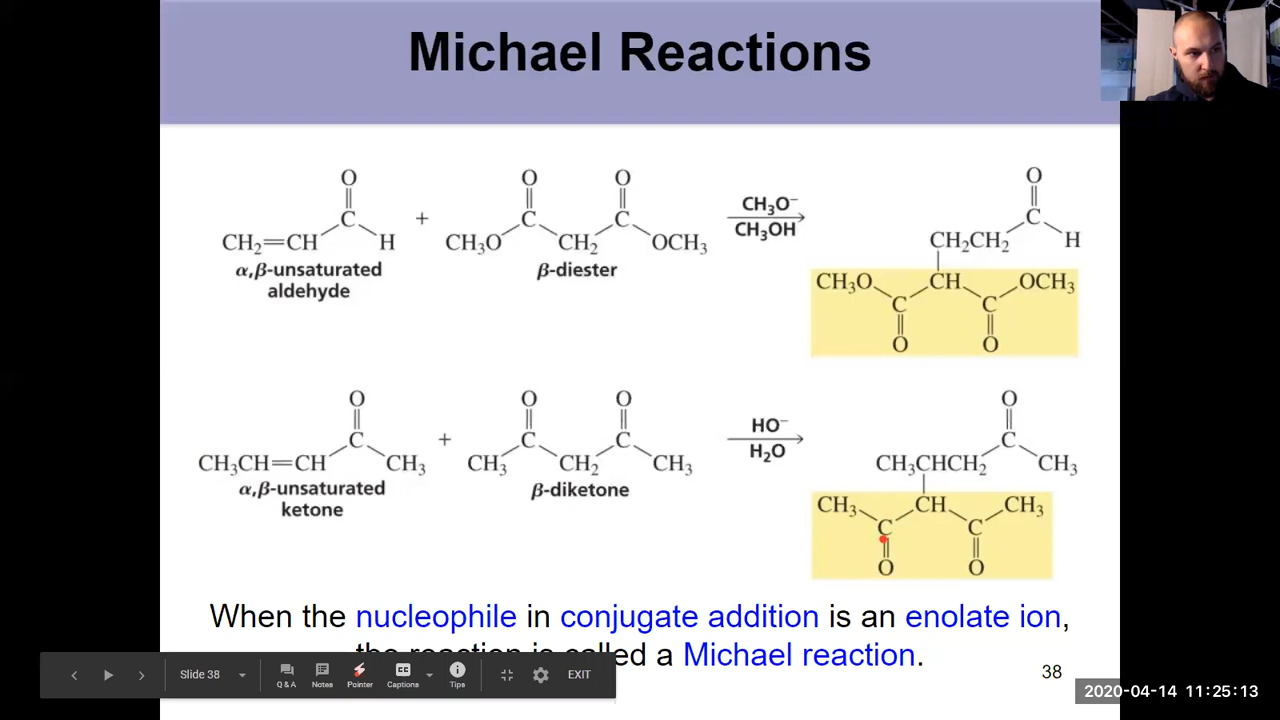 Michael Reactions
O
C
CH₂=CH
H
α,β-unsaturated
aldehyde
+
O
O
C
C
CH₃O
CH₂
OCH₃
β-diester
CH₃O⁻
CH₃OH
O
C
CH₂CH₂
H
CH₃O
CH
OCH₃
C
C
O
O
O
C
CH₃CH=CH
CH₃
α,β-unsaturated
ketone
+
O
O
C
C
CH₃
CH₂
CH₃
β-diketone
HO⁻
H₂O
O
C
CH₃CHCH₂
CH₃
CH₃
CH
CH₃
C
C
O
O
When the nucleophile in conjugate addition is an enolate ion,
the reaction is called a Michael reaction.
38
Slide 38
Q & A
Notes
Pointer
CC
Captions
Tips
EXIT
2020-04-14 11:25:13